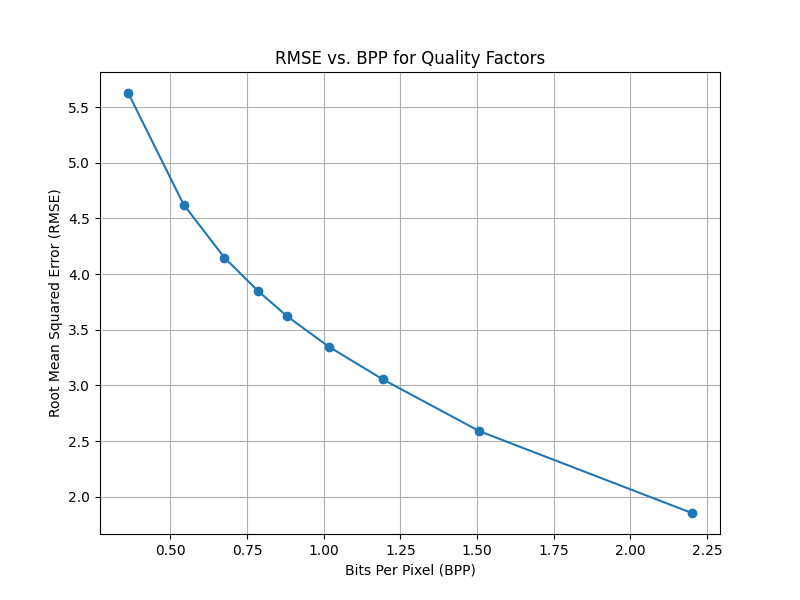 RMSE vs. BPP for Quality Factors
5.5
5.0
4.5
4.0
3.5
3.0
2.5
2.0
Root Mean Squared Error (RMSE)
0.50 0.75 1.00 1.25 1.50 1.75 2.00 2.25
Bits Per Pixel (BPP)